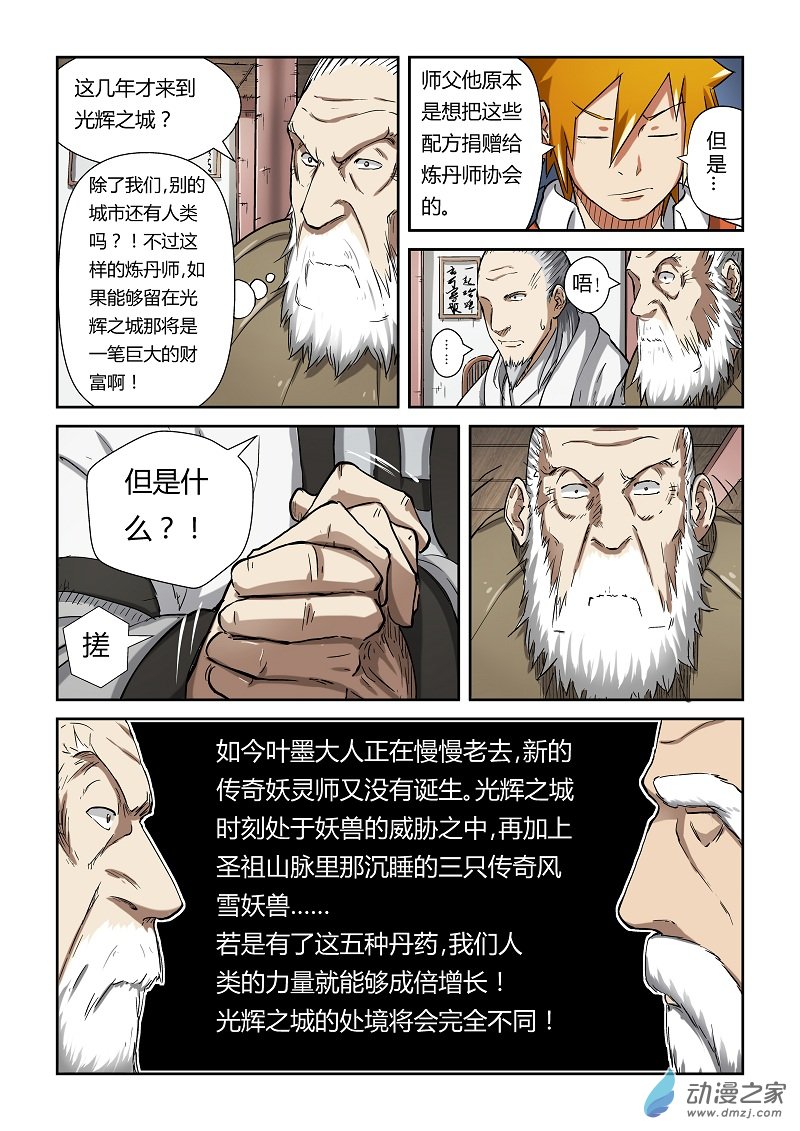 这几年才来到
光辉之城？
除了我们，别的
城市还有人类
吗？！不过这
样的炼丹师，如
果能够留在光
辉之城那将是
一笔巨大的财
富啊！
师父他原本
是想把这些
配方捐赠给
炼丹师协会
的。
但
是
…
……
唔！
但是什
么？！
搓
如今叶墨大人正在慢慢老去，新的
传奇妖灵师又没有诞生。光辉之城
时刻处于妖兽的威胁之中，再加上
圣祖山脉里那沉睡的三只传奇风
雪妖兽……
若是有了这五种丹药，我们人
类的力量就能够成倍增长！
光辉之城的处境将会完全不同！
动漫之家
www.dmzj.com